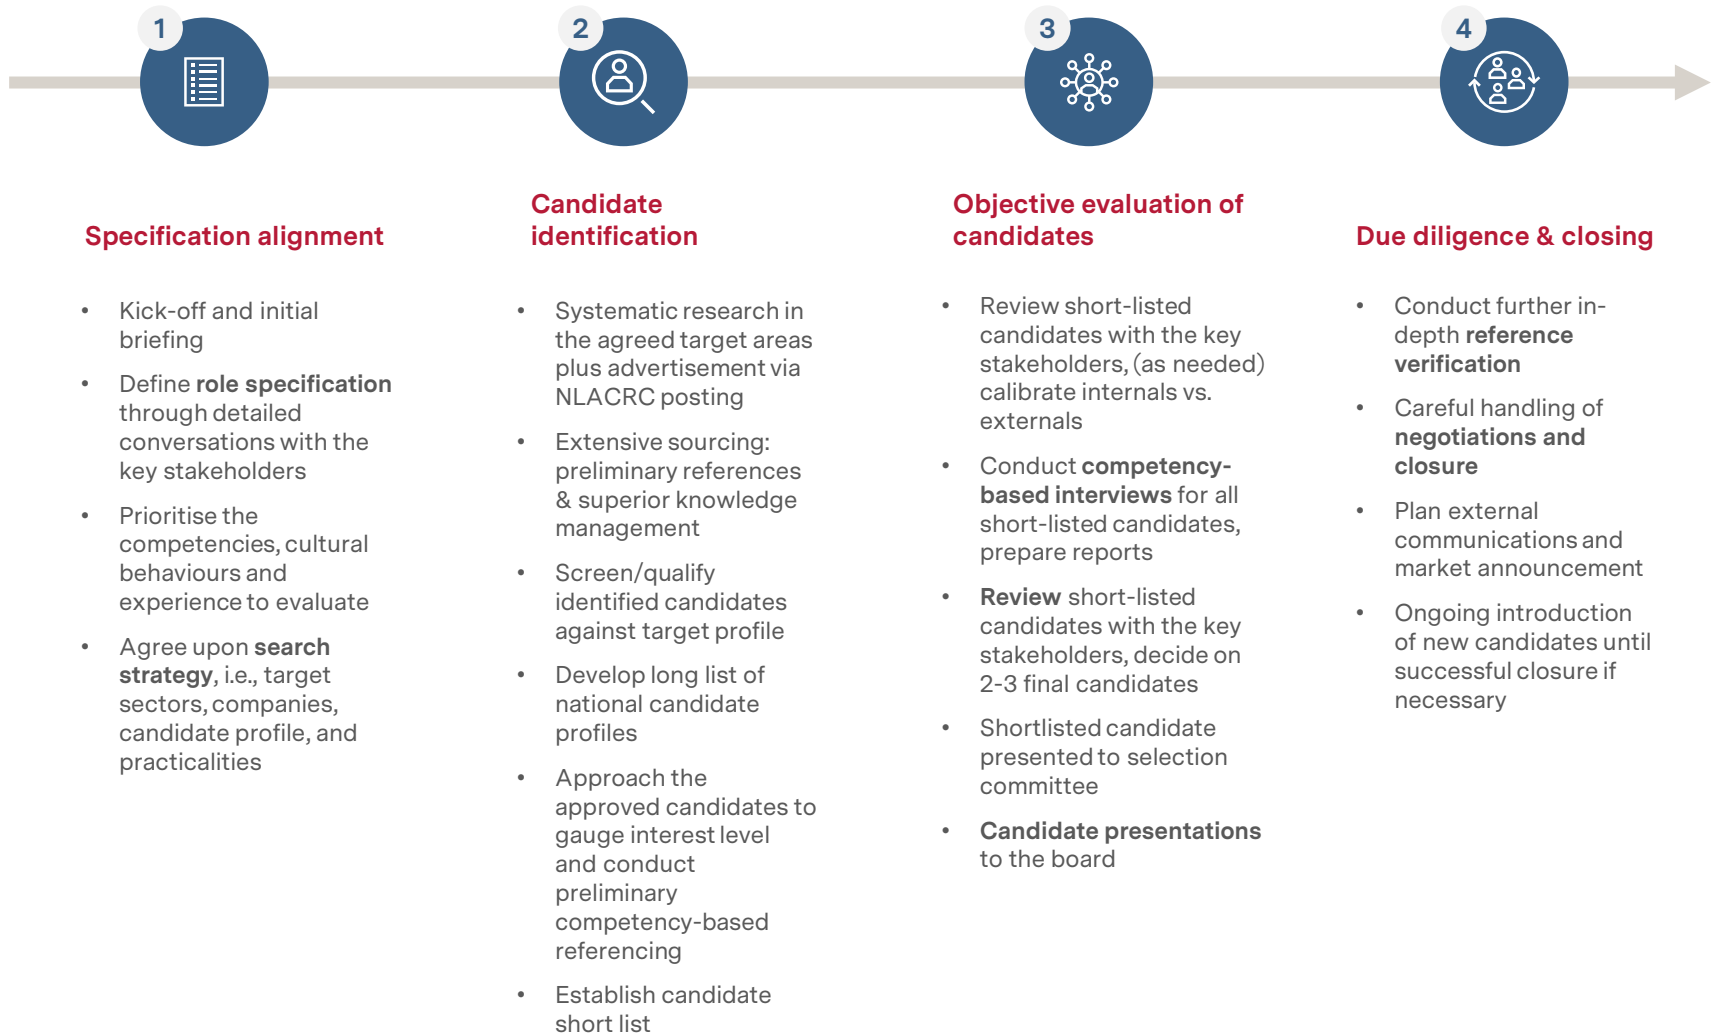 1
Specification alignment
• Kick-off and initial
briefing
• Define role specification
through detailed
conversations with the
key stakeholders
• Prioritise the
competencies, cultural
behaviours and
experience to evaluate
• Agree upon search
strategy, i.e., target
sectors, companies,
candidate profile, and
practicalities
2
Candidate
identification
• Systematic research in
the agreed target areas
plus advertisement via
NLACRC posting
• Extensive sourcing:
preliminary references
& superior knowledge
management
• Screen/qualify
identified candidates
against target profile
• Develop long list of
national candidate
profiles
• Approach the
approved candidates to
gauge interest level
and conduct
preliminary
competency-based
referencing
• Establish candidate
short list
3
Objective evaluation of
candidates
• Review short-listed
candidates with the key
stakeholders, (as needed)
calibrate internals vs.
externals
• Conduct competency-
based interviews for all
short-listed candidates,
prepare reports
• Review short-listed
candidates with the key
stakeholders, decide on
2-3 final candidates
• Shortlisted candidate
presented to selection
committee
• Candidate presentations
to the board
4
Due diligence & closing
• Conduct further in-
depth reference
verification
• Careful handling of
negotiations and
closure
• Plan external
communications and
market announcement
• Ongoing introduction
of new candidates until
successful closure if
necessary